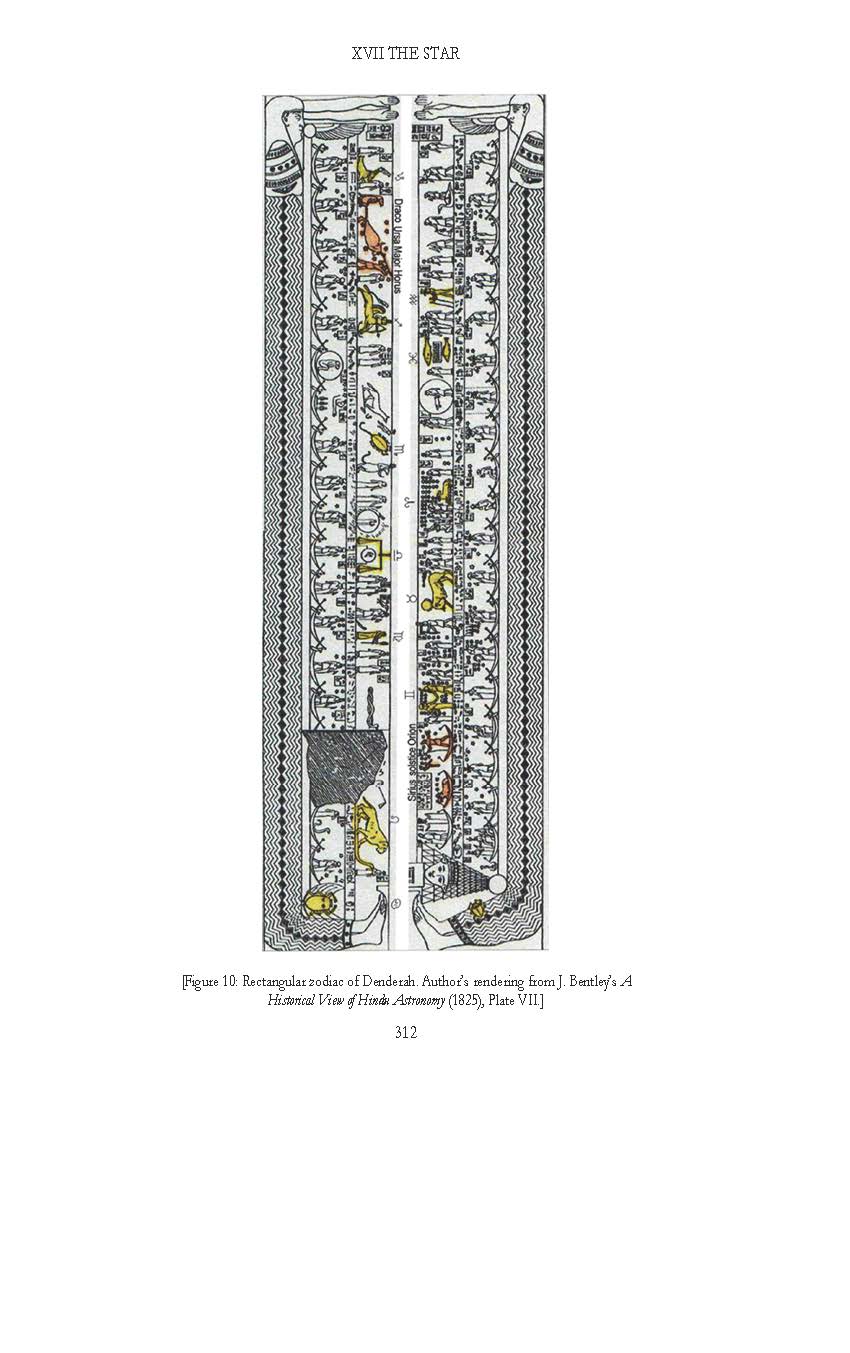 XVII THE STAR
♑
Draco Ursa Major Horus
♒
♐
♓
♏
♈
♎
♉
♍
♊
Sirius solstice Orion
♌
♋
[Figure 10: Rectangular zodiac of Denderah. Author's rendering from J. Bentley's A
Historical View of Hindu Astronomy (1825), Plate VII.]
312